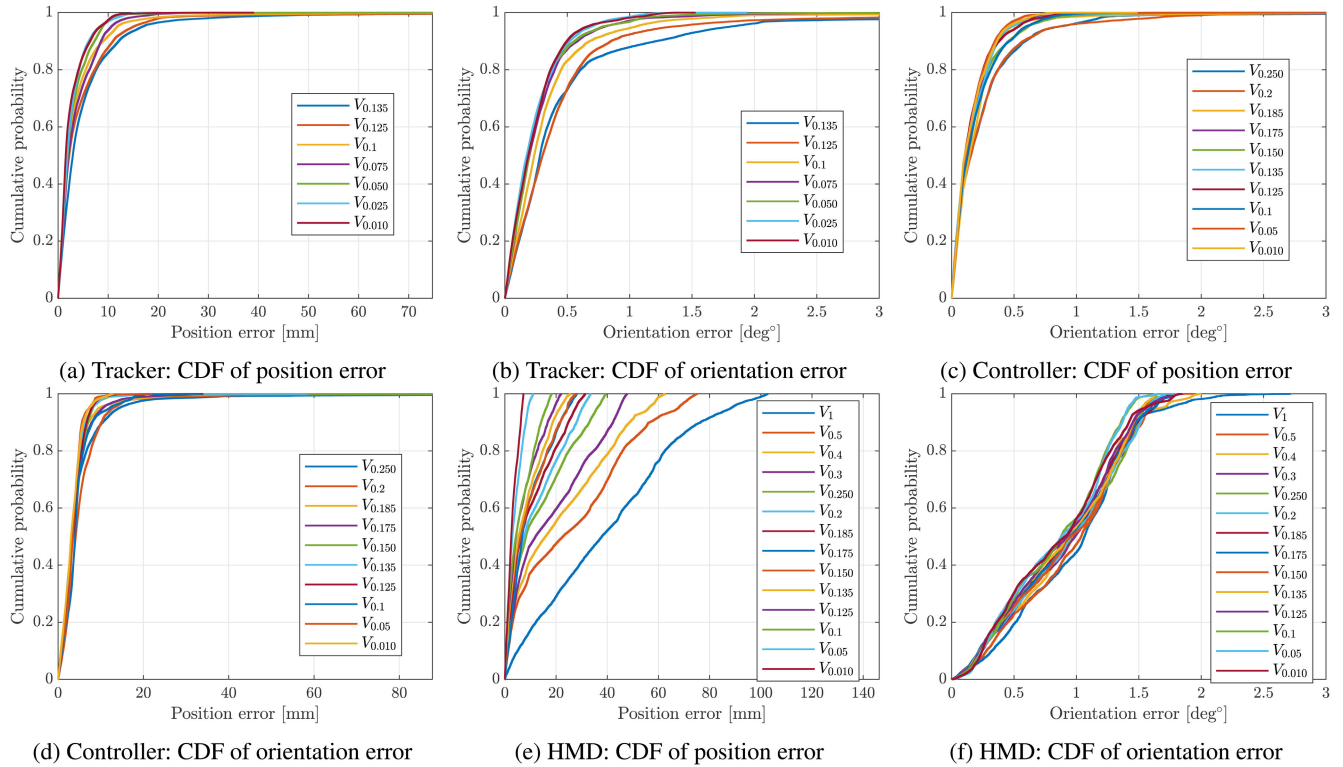 Cumulative probability
1
0.8
0.6
0.4
0.2
0
0 10 20 30 40 50 60 70
Position error [mm]
V0.135
V0.125
V0.1
V0.075
V0.050
V0.025
V0.010
(a) Tracker: CDF of position error
Cumulative probability
1
0.8
0.6
0.4
0.2
0
0 0.5 1 1.5 2 2.5 3
Orientation error [deg°]
V0.135
V0.125
V0.1
V0.075
V0.050
V0.025
V0.010
(b) Tracker: CDF of orientation error
Cumulative probability
1
0.8
0.6
0.4
0.2
0
0 0.5 1 1.5 2 2.5 3
Orientation error [deg°]
V0.250
V0.2
V0.185
V0.175
V0.150
V0.135
V0.125
V0.1
V0.05
V0.010
(c) Controller: CDF of position error
Cumulative probability
1
0.8
0.6
0.4
0.2
0
0 20 40 60 80
Position error [mm]
V0.250
V0.2
V0.185
V0.175
V0.150
V0.135
V0.125
V0.1
V0.05
V0.010
(d) Controller: CDF of orientation error
Cumulative probability
1
0.8
0.6
0.4
0.2
0
0 20 40 60 80 100 120 140
Position error [mm]
V1
V0.5
V0.4
V0.3
V0.250
V0.2
V0.185
V0.175
V0.150
V0.135
V0.125
V0.1
V0.05
V0.010
(e) HMD: CDF of position error
Cumulative probability
1
0.8
0.6
0.4
0.2
0
0 0.5 1 1.5 2 2.5 3
Orientation error [deg°]
V1
V0.5
V0.4
V0.3
V0.250
V0.2
V0.185
V0.175
V0.150
V0.135
V0.125
V0.1
V0.05
V0.010
(f) HMD: CDF of orientation error